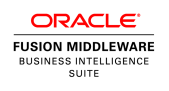 ORACLE
FUSION MIDDLEWARE
BUSINESS INTELLIGENCE
SUITE